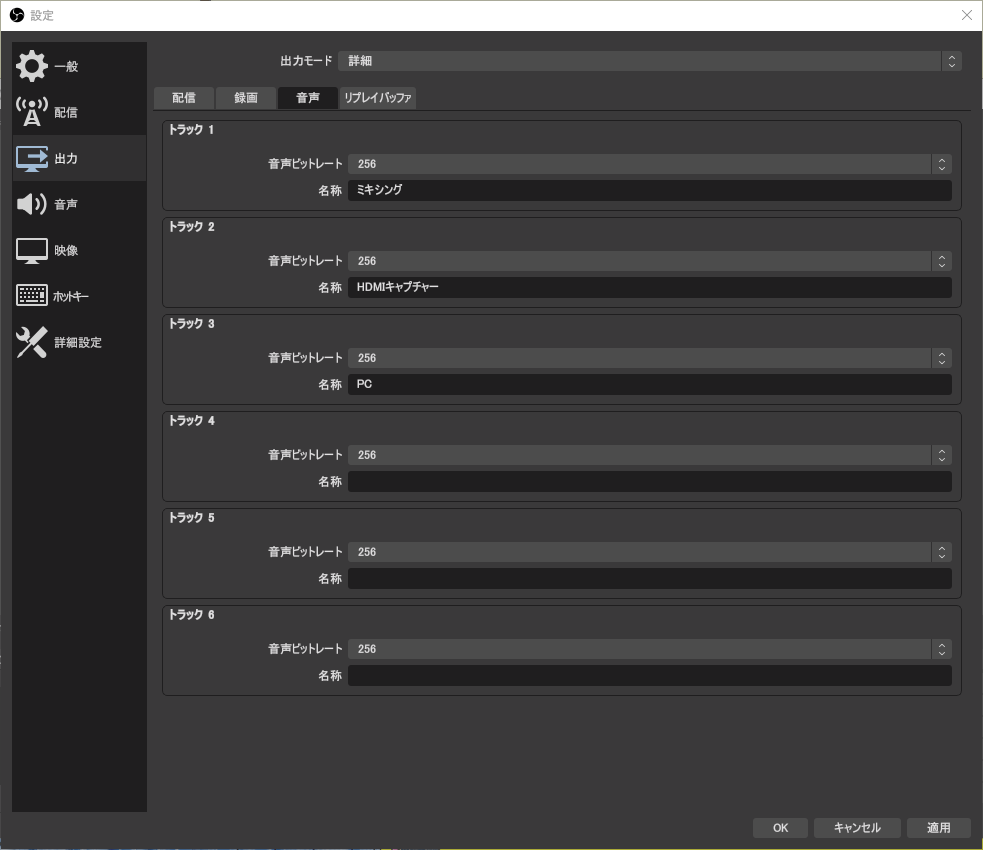 設定
一般
配信
出力
音声
映像
ホットキー
詳細設定
出力モード 詳細
配信 録画 音声 リプレイバッファ
トラック 1
音声ビットレート 256
名称 ミキシング
トラック 2
音声ビットレート 256
名称 HDMIキャプチャー
トラック 3
音声ビットレート 256
名称 PC
トラック 4
音声ビットレート 256
名称
トラック 5
音声ビットレート 256
名称
トラック 6
音声ビットレート 256
名称
OK キャンセル 適用